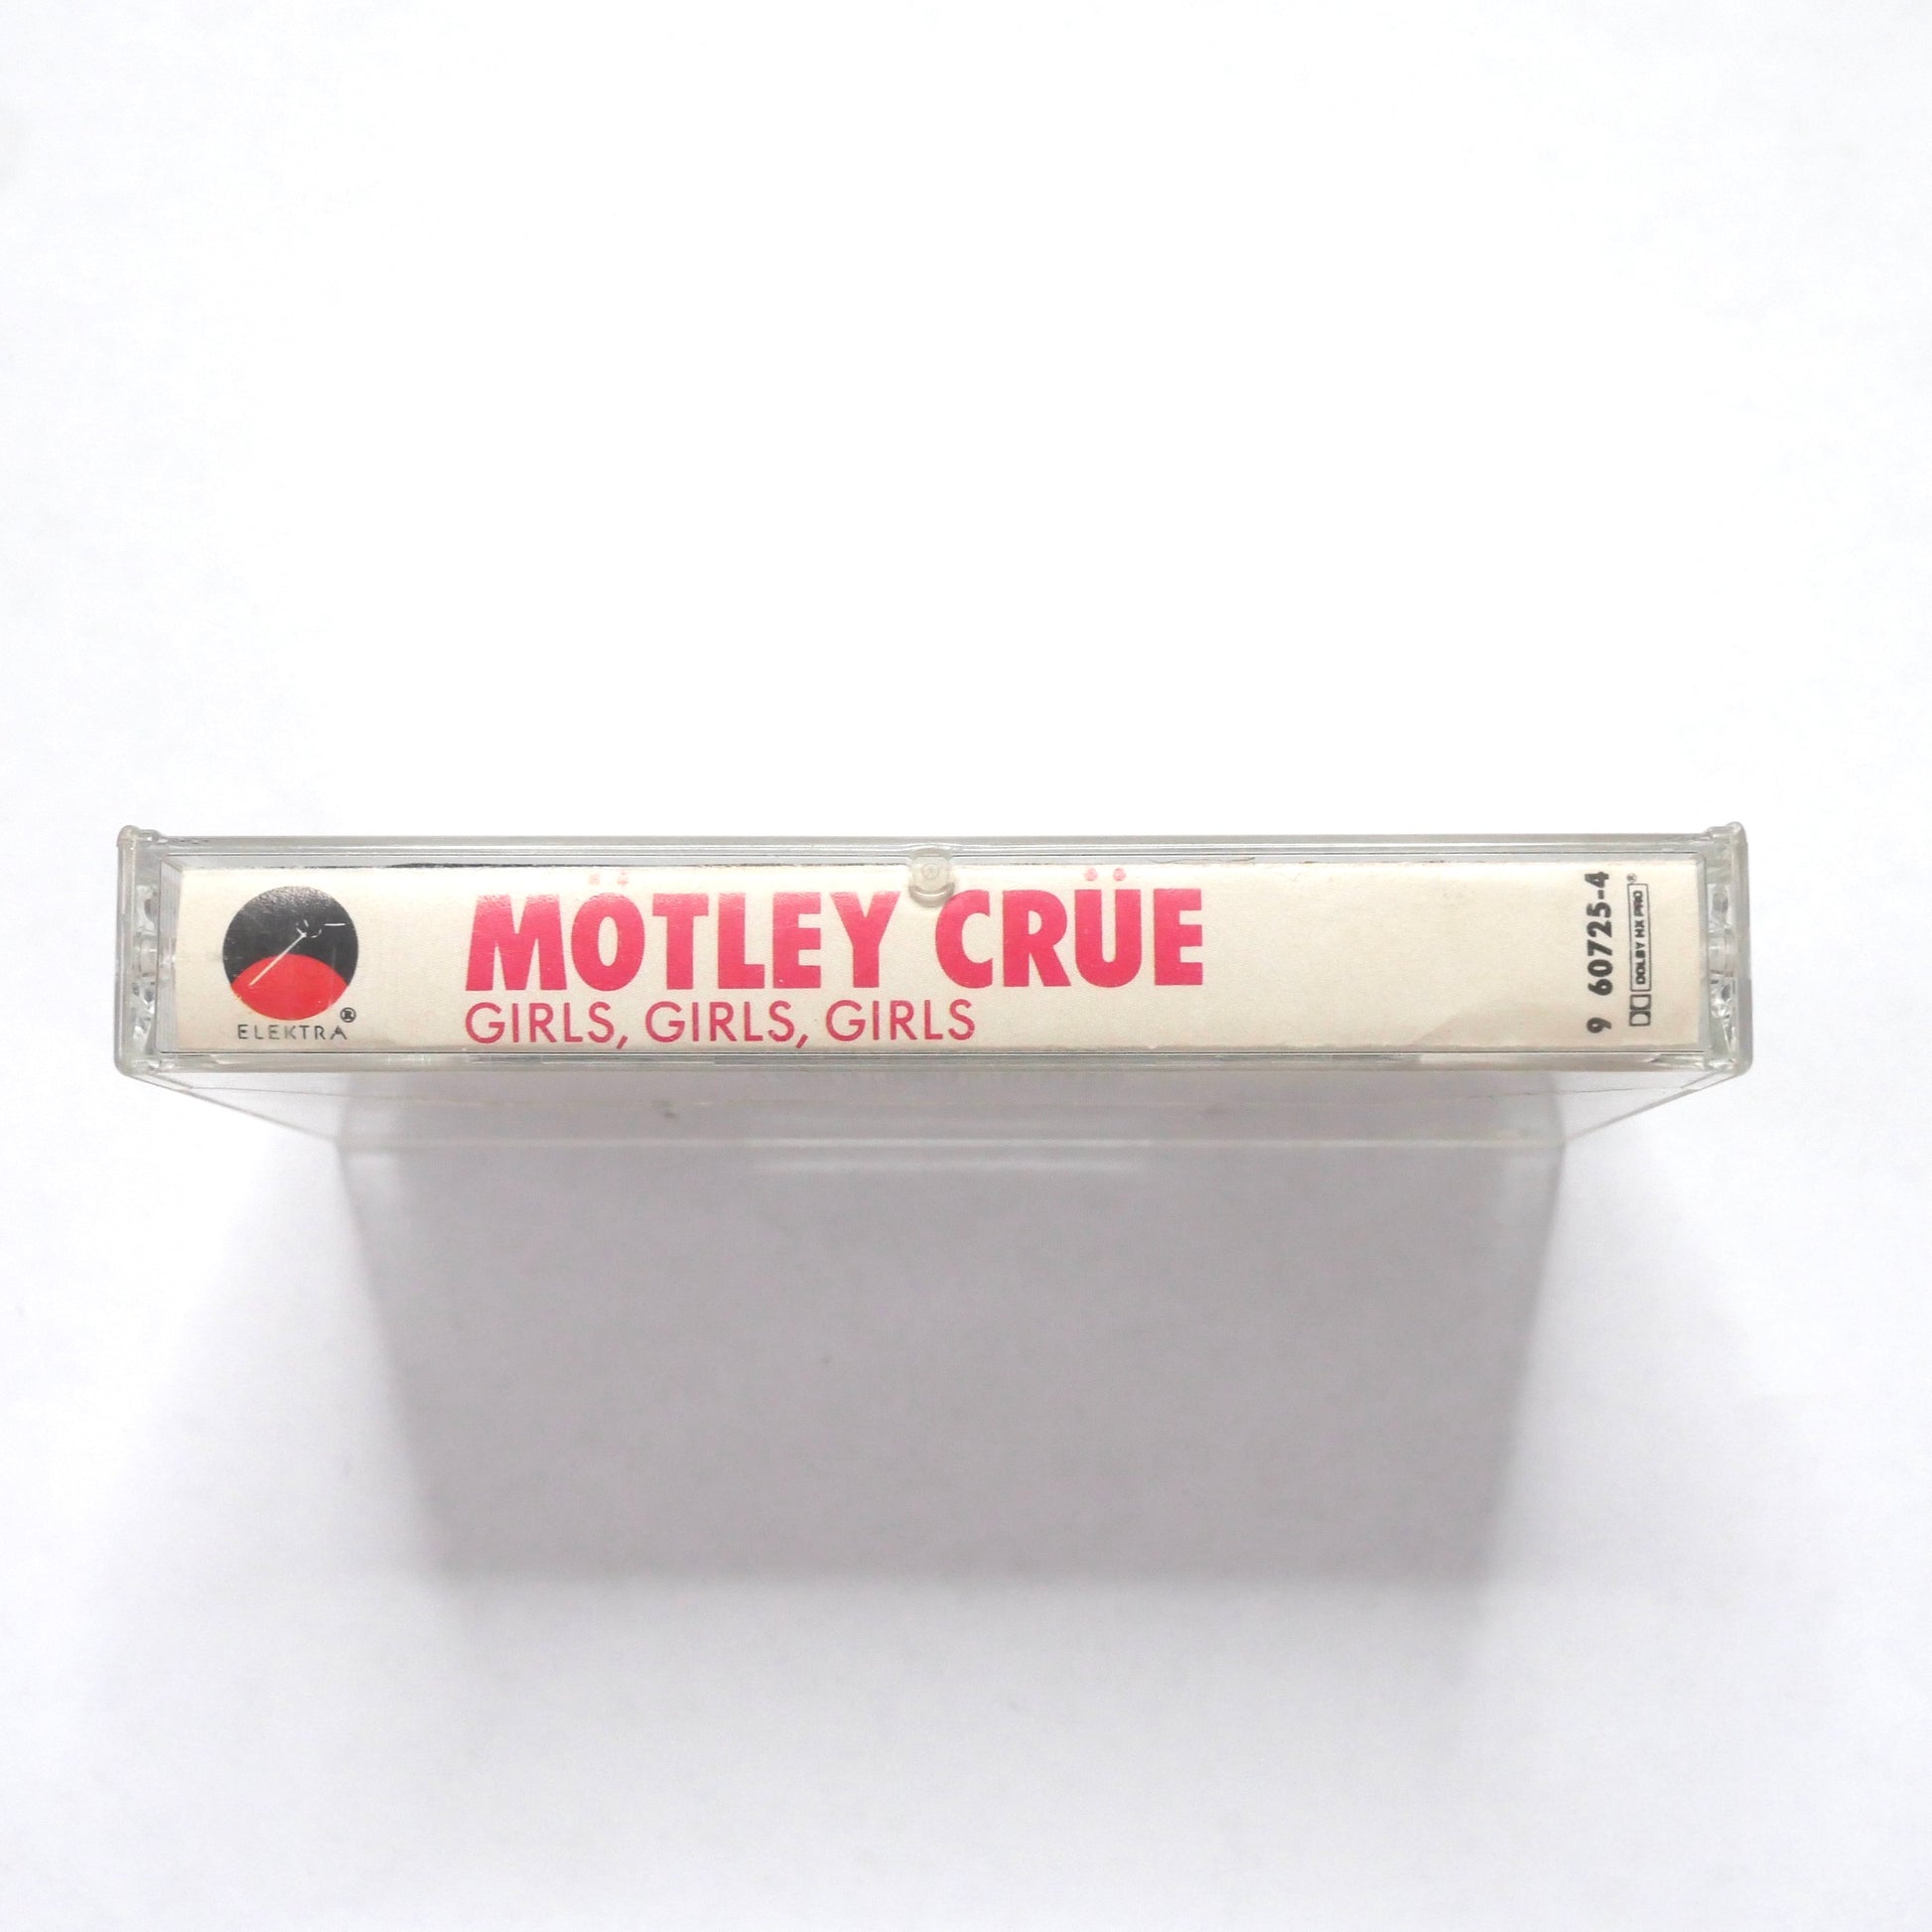 MÖTLEY CRÜE
GIRLS, GIRLS, GIRLS
ELEKTRA®
9 60725-4
DOLBY HX PRO®